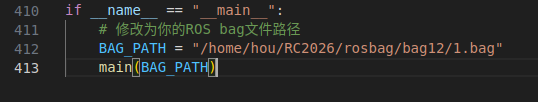 410 if __name__ == "__main__":
411 # 修改为你的ROS bag文件路径
412 BAG_PATH = "/home/hou/RC2026/rosbag/bag12/1.bag"
413 main(BAG_PATH)